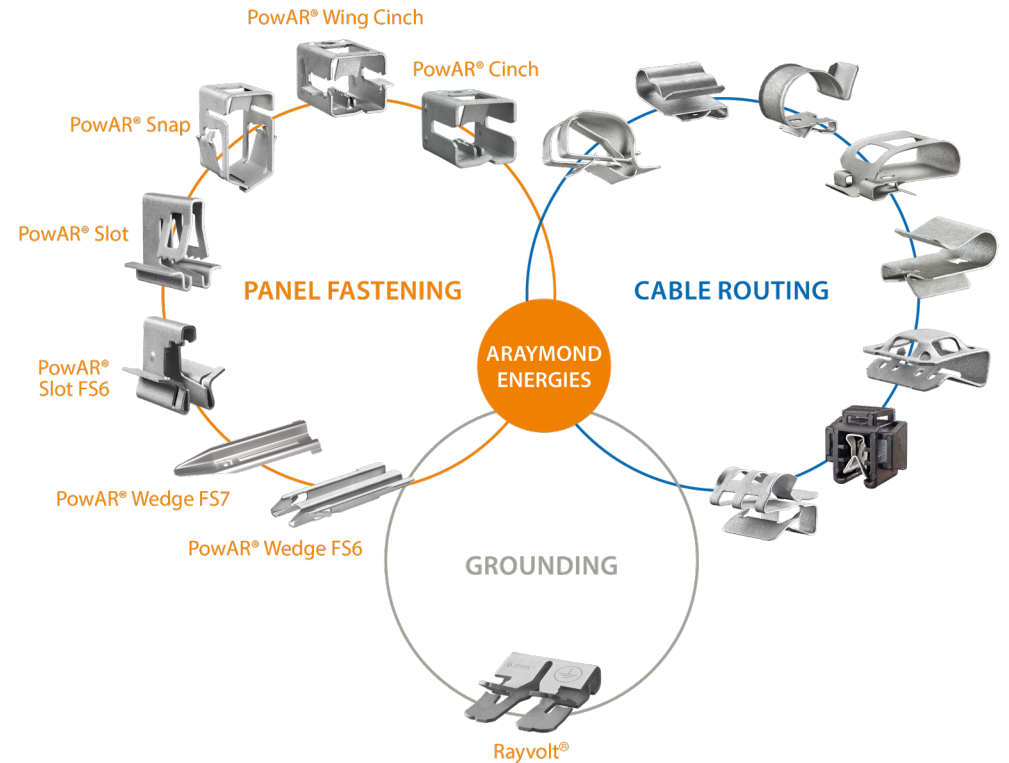 PowAR® Wing Cinch
PowAR® Cinch
PowAR® Snap
PowAR® Slot
PANEL FASTENING
CABLE ROUTING
ARAYMOND
ENERGIES
PowAR®
Slot FS6
PowAR® Wedge FS7
PowAR® Wedge FS6
GROUNDING
Rayvolt®